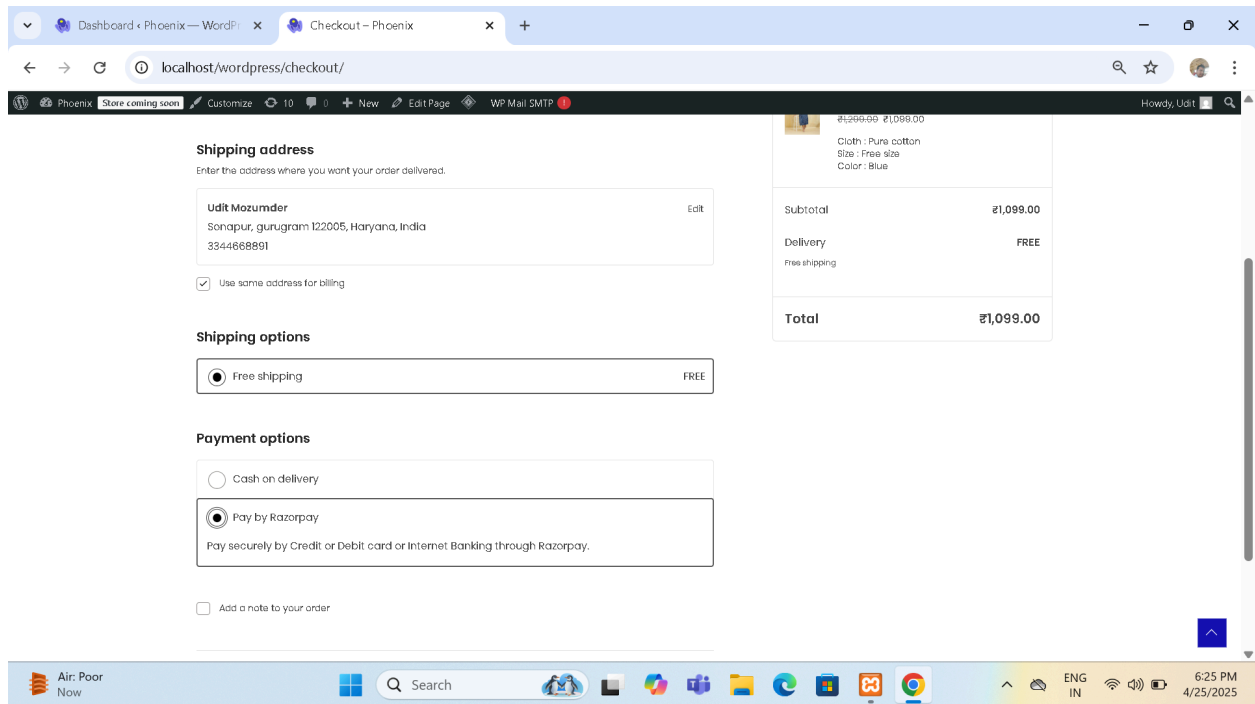 Dashboard ‹ Phoenix — WordPr
Checkout – Phoenix
localhost/wordpress/checkout/
Phoenix Store coming soon Customize 10 0 New Edit Page WP Mail SMTP ! Howdy, Udit
₹1,299.00 ₹1,099.00
Cloth : Pure cotton
Size : Free size
Color : Blue
Subtotal ₹1,099.00
Delivery FREE
Free shipping
Total ₹1,099.00
Shipping address
Enter the address where you want your order delivered.
Udit Mozumder Edit
Sonapur, gurugram 122005, Haryana, India
3344668891
Use same address for billing
Shipping options
Free shipping FREE
Payment options
Cash on delivery
Pay by Razorpay
Pay securely by Credit or Debit card or Internet Banking through Razorpay.
Add a note to your order
Air: Poor
Now
Search
ENG
IN
6:25 PM
4/25/2025